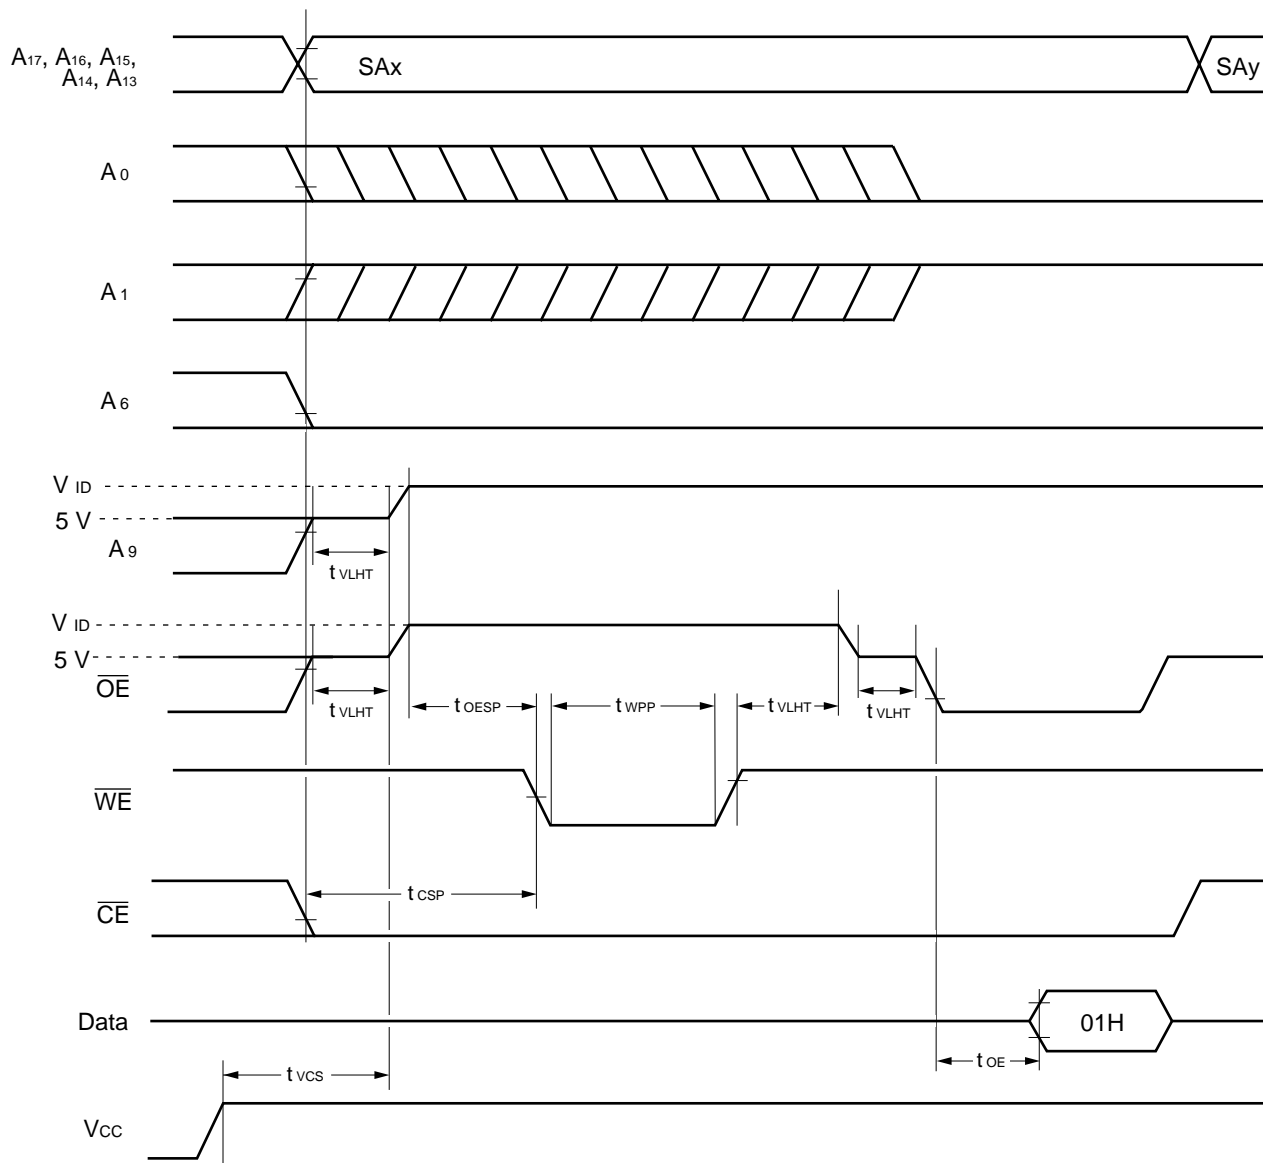 A17, A16, A15,
A14, A13
SAx
SAy
A0
A1
A6
VID
5 V
A9
tVLHT
VID
5 V
OE
tVLHT
tOESP
tWPP
tVLHT
tVLHT
WE
tCSP
CE
Data
01H
tOE
tVCS
VCC